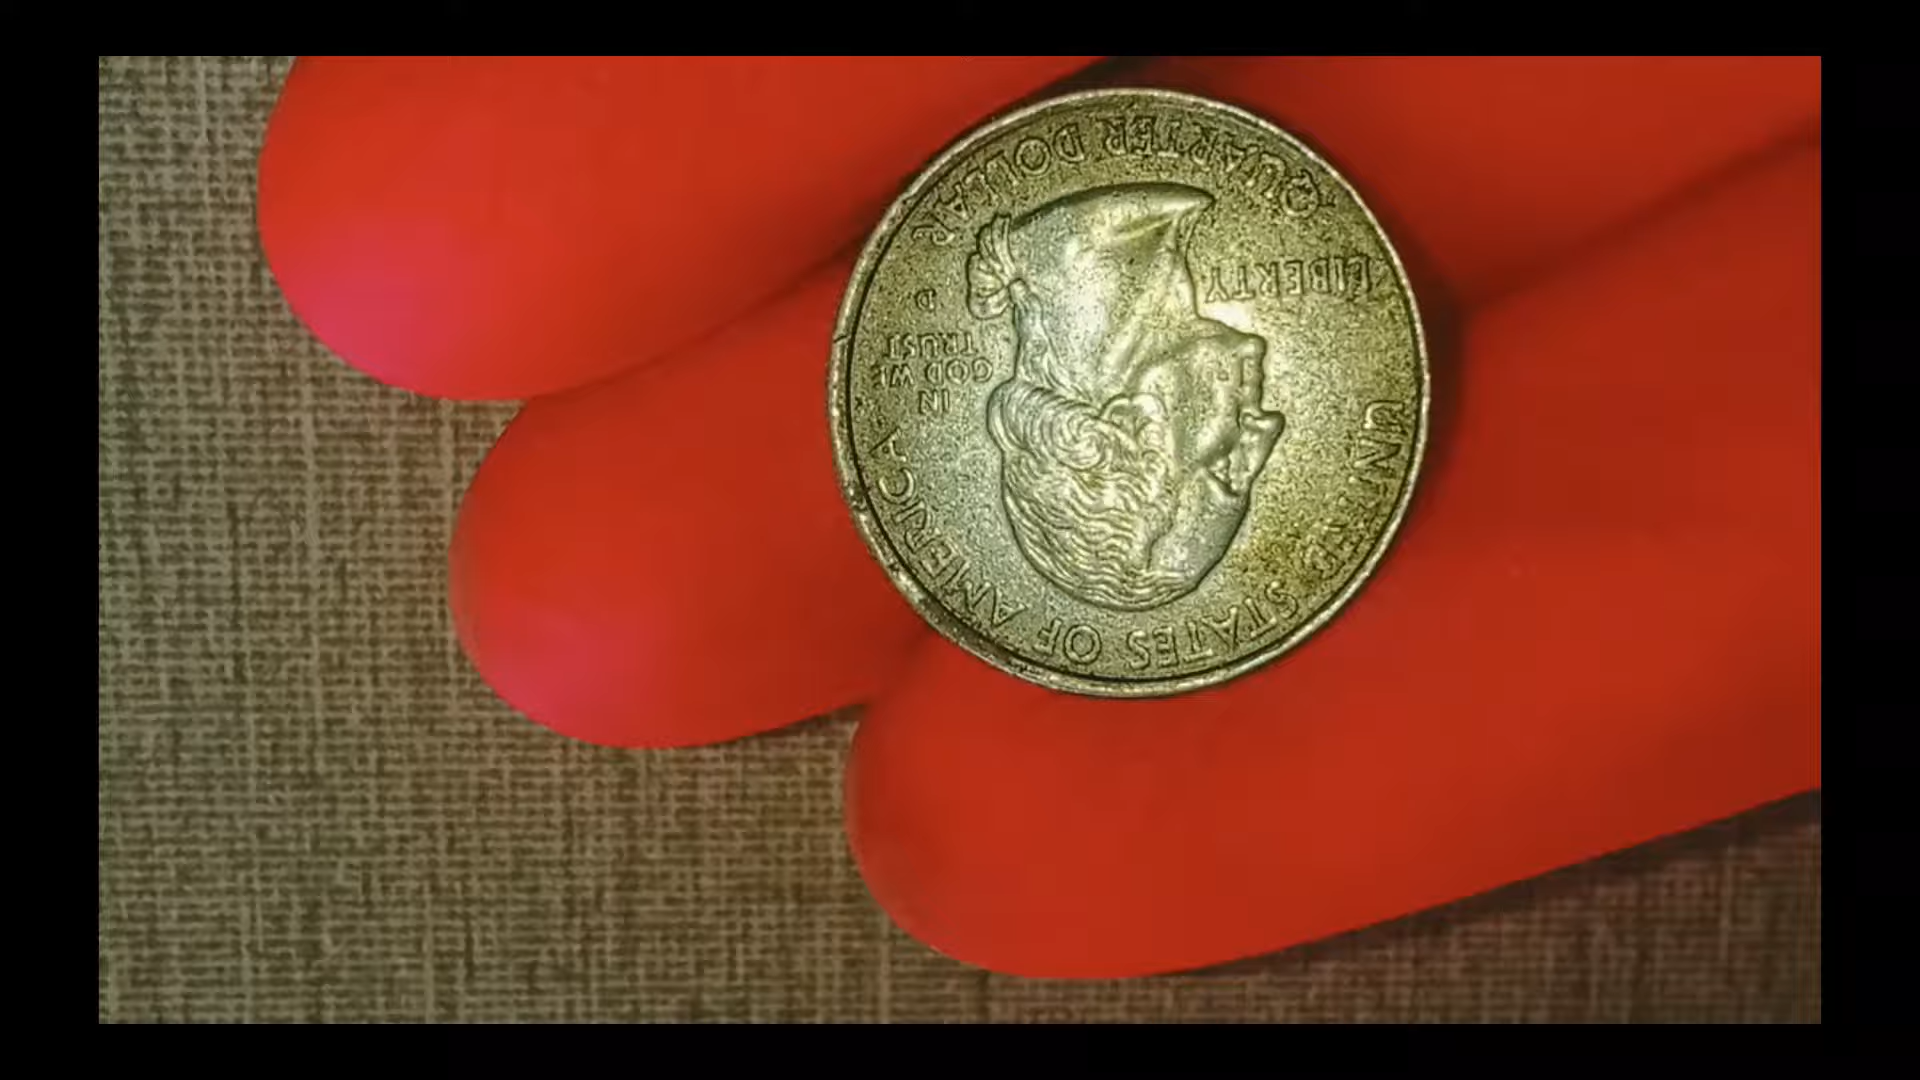 UNITED STATES OF AMERICA
LIBERTY
IN
GOD WE
TRUST
D
QUARTER DOLLAR